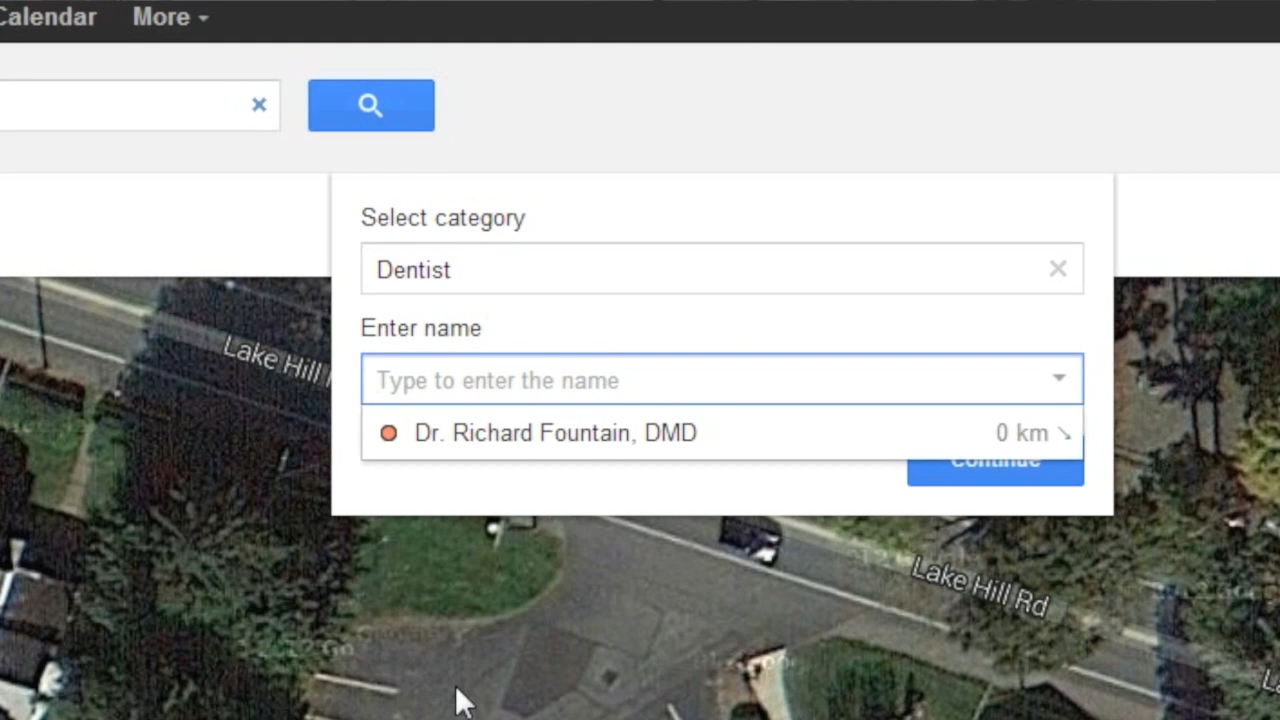 Calendar More
Select category
Dentist
Enter name
Type to enter the name
Dr. Richard Fountain, DMD 0 km
Continue
Lake Hill
Lake Hill Rd